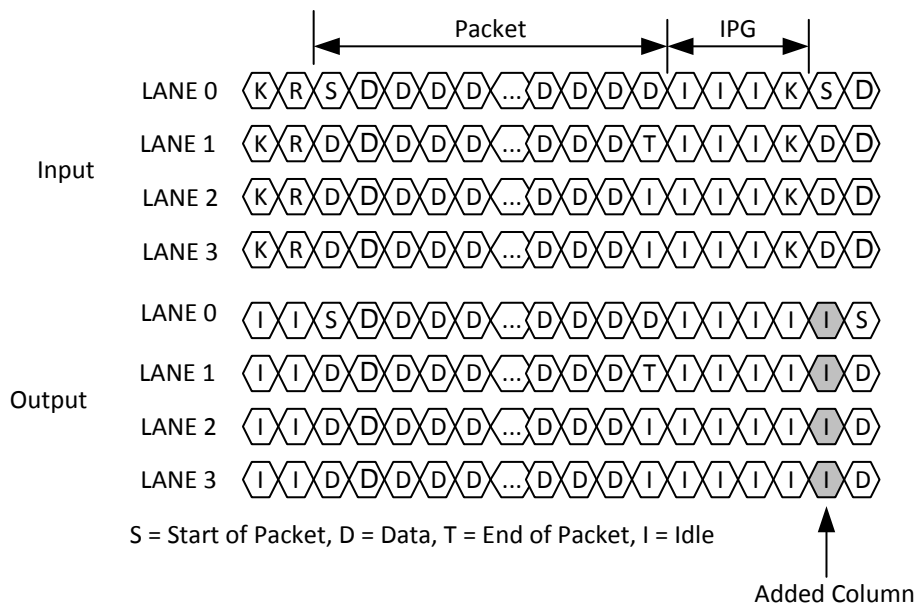 Packet IPG
LANE 0 K R S D D D D ... D D D D I I I K S D
LANE 1 K R D D D D D ... D D D T I I I K D D
Input
LANE 2 K R D D D D D ... D D D I I I I K D D
LANE 3 K R D D D D D ... D D D I I I I K D D
LANE 0 I I S D D D D ... D D D D I I I I I S
LANE 1 I I D D D D D ... D D D T I I I I I D
Output
LANE 2 I I D D D D D ... D D D I I I I I I D
LANE 3 I I D D D D D ... D D D I I I I I I D
S = Start of Packet, D = Data, T = End of Packet, I = Idle
Added Column